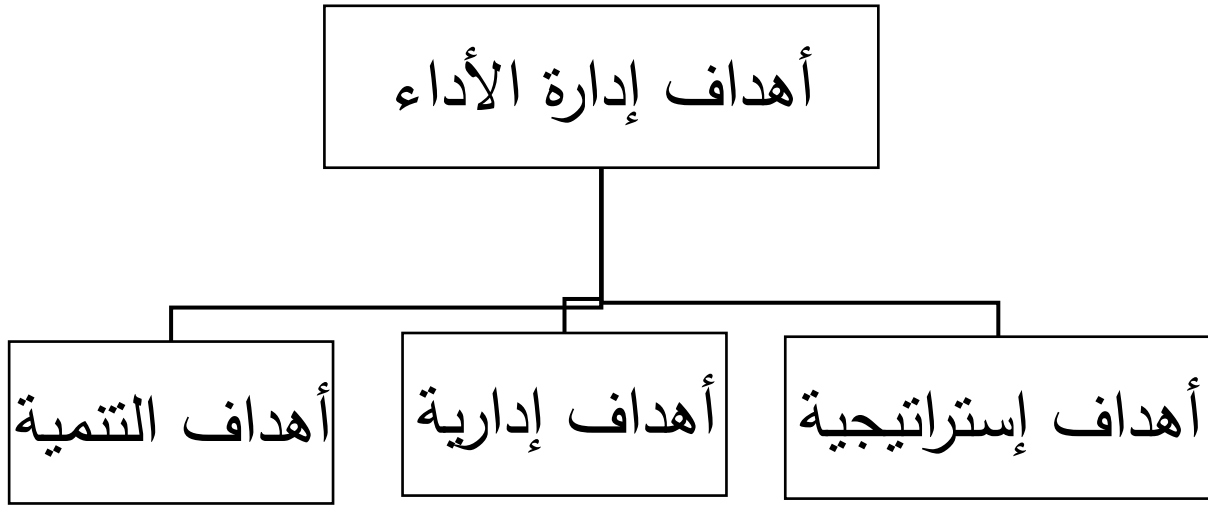 أهداف إدارة الأداء
أهداف إستراتيجية
أهداف إدارية
أهداف التنمية